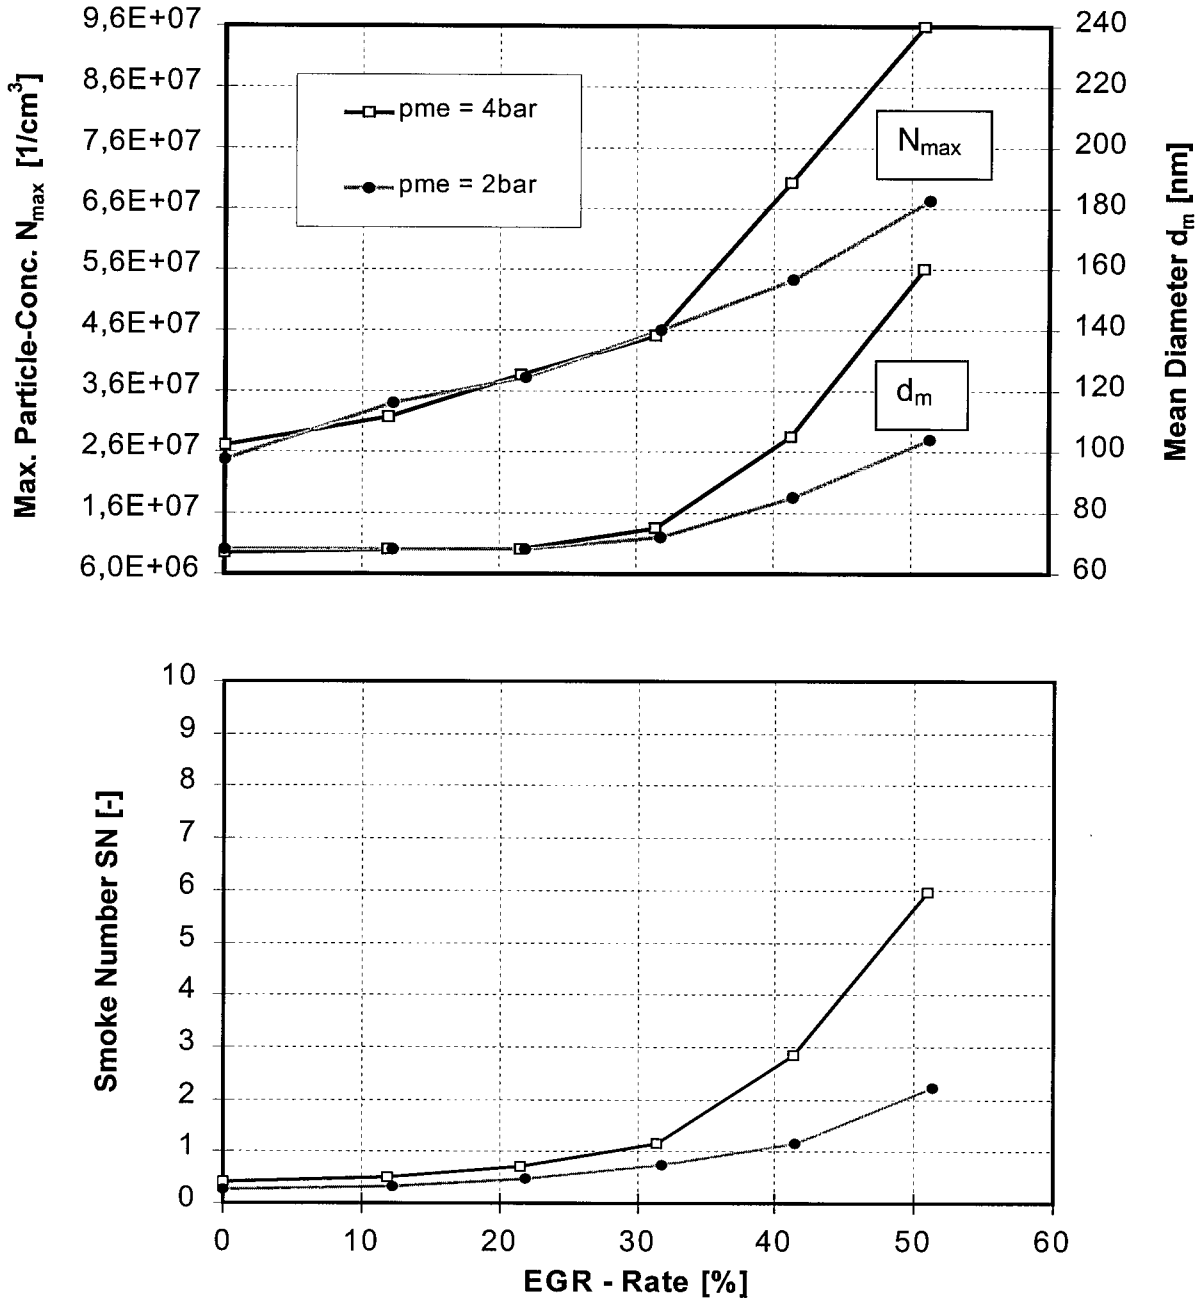 Max. Particle-Conc. Nmax [1/cm³]
9,6E+07
8,6E+07
7,6E+07
6,6E+07
5,6E+07
4,6E+07
3,6E+07
2,6E+07
1,6E+07
6,0E+06
pme = 4bar
pme = 2bar
Nmax
dm
240
220
200
180
160
140
120
100
80
60
Mean Diameter dm [nm]
Smoke Number SN [-]
10
9
8
7
6
5
4
3
2
1
0
0 10 20 30 40 50 60
EGR - Rate [%]